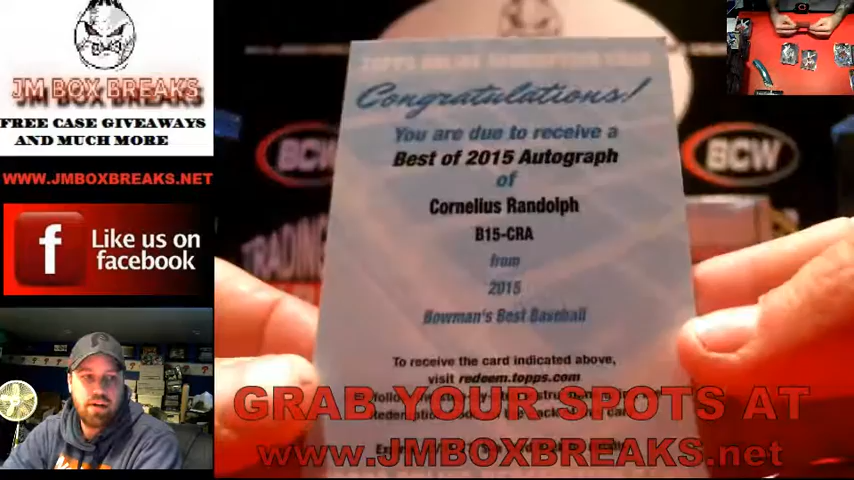 JM BOX BREAKS
FREE CASE GIVEAWAYS
AND MUCH MORE
WWW.JMBOXBREAKS.NET
f Like us on
facebook
BCW
BCW
TRADING
Congratulations!
You are due to receive a
Best of 2015 Autograph
of
Cornelius Randolph
B15-CRA
from
2015
Bowman's Best Baseball
To receive the card indicated above,
visit redeem.topps.com
GRAB YOUR SPOTS AT
www.JMBOXBREAKS.net